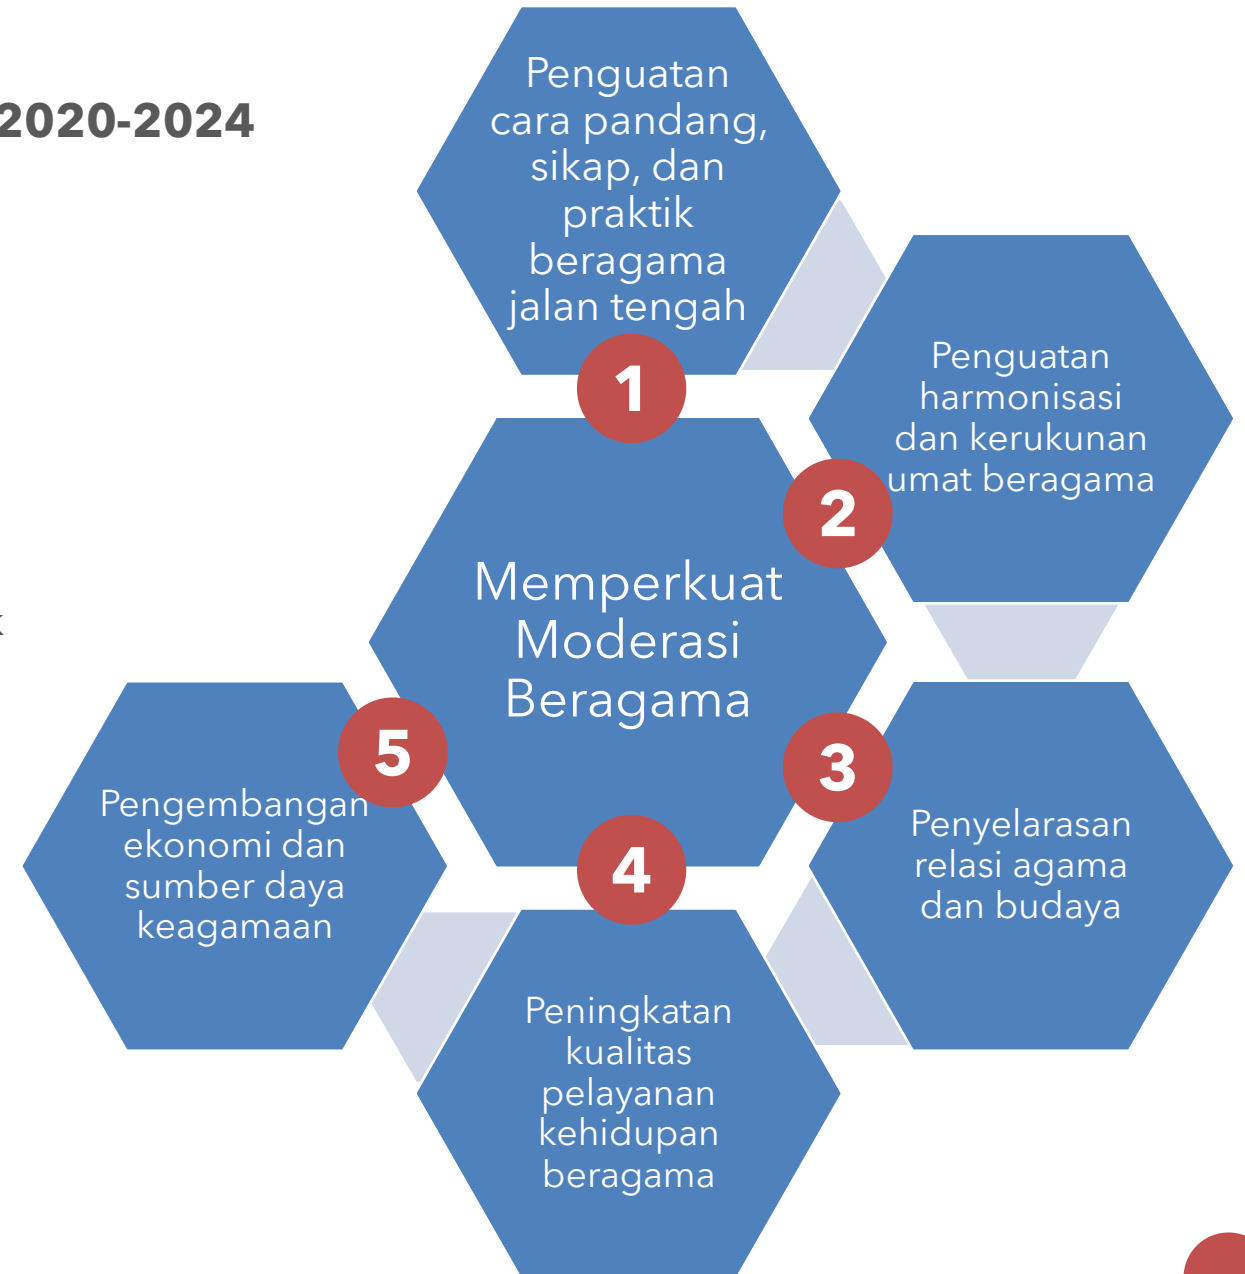 2020-2024
Penguatan
cara pandang,
sikap, dan
praktik
beragama
jalan tengah
1
Penguatan
harmonisasi
dan kerukunan
umat beragama
2
Memperkuat
Moderasi
Beragama
3
Penyelarasan
relasi agama
dan budaya
4
Peningkatan
kualitas
pelayanan
kehidupan
beragama
5
Pengembangan
ekonomi dan
sumber daya
keagamaan